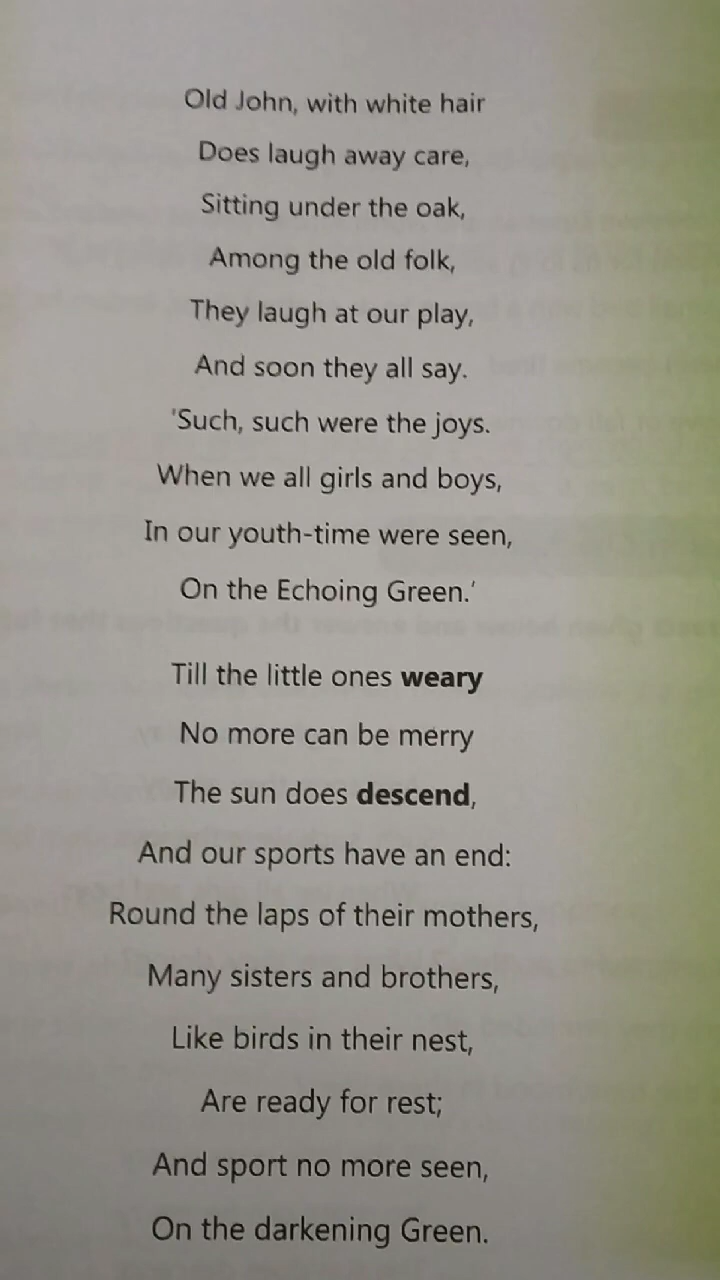 Old John, with white hair
Does laugh away care,
Sitting under the oak,
Among the old folk,
They laugh at our play,
And soon they all say.
'Such, such were the joys.
When we all girls and boys,
In our youth-time were seen,
On the Echoing Green.'
Till the little ones weary
No more can be merry
The sun does descend,
And our sports have an end:
Round the laps of their mothers,
Many sisters and brothers,
Like birds in their nest,
Are ready for rest;
And sport no more seen,
On the darkening Green.